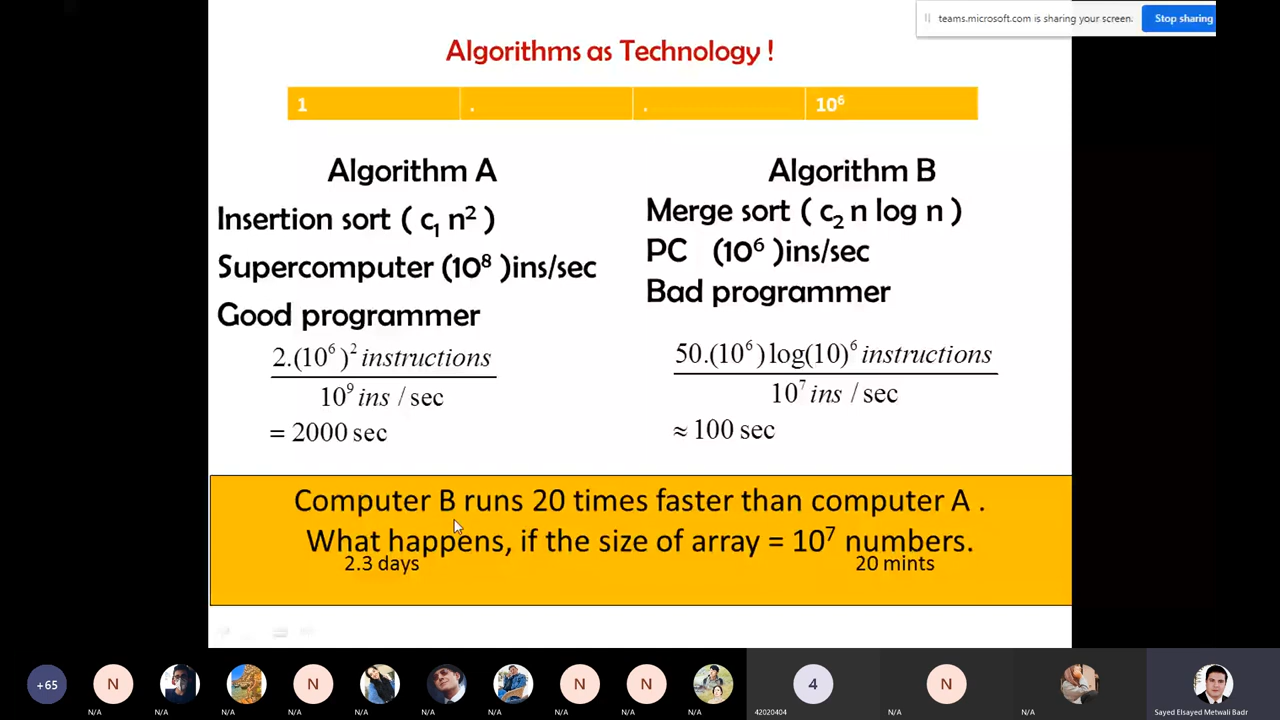 teams.microsoft.com is sharing your screen.
Stop sharing
Algorithms as Technology !
1 . . 10⁶
Algorithm A
Insertion sort ( c₁ n² )
Supercomputer (10⁸ )ins/sec
Good programmer
2.(10⁶ )² instructions
10⁹ ins / sec
= 2000 sec
Algorithm B
Merge sort ( c₂ n log n )
PC (10⁶ )ins/sec
Bad programmer
50.(10⁶ ) log(10)⁶ instructions
10⁷ ins / sec
≈ 100 sec
Computer B runs 20 times faster than computer A .
What happens, if the size of array = 10⁷ numbers.
2.3 days 20 mints
+65 N N N N N 4 N
N/A N/A N/A N/A N/A N/A N/A N/A N/A N/A N/A 42020404 N/A N/A Sayed Elsayed Metwali Badr